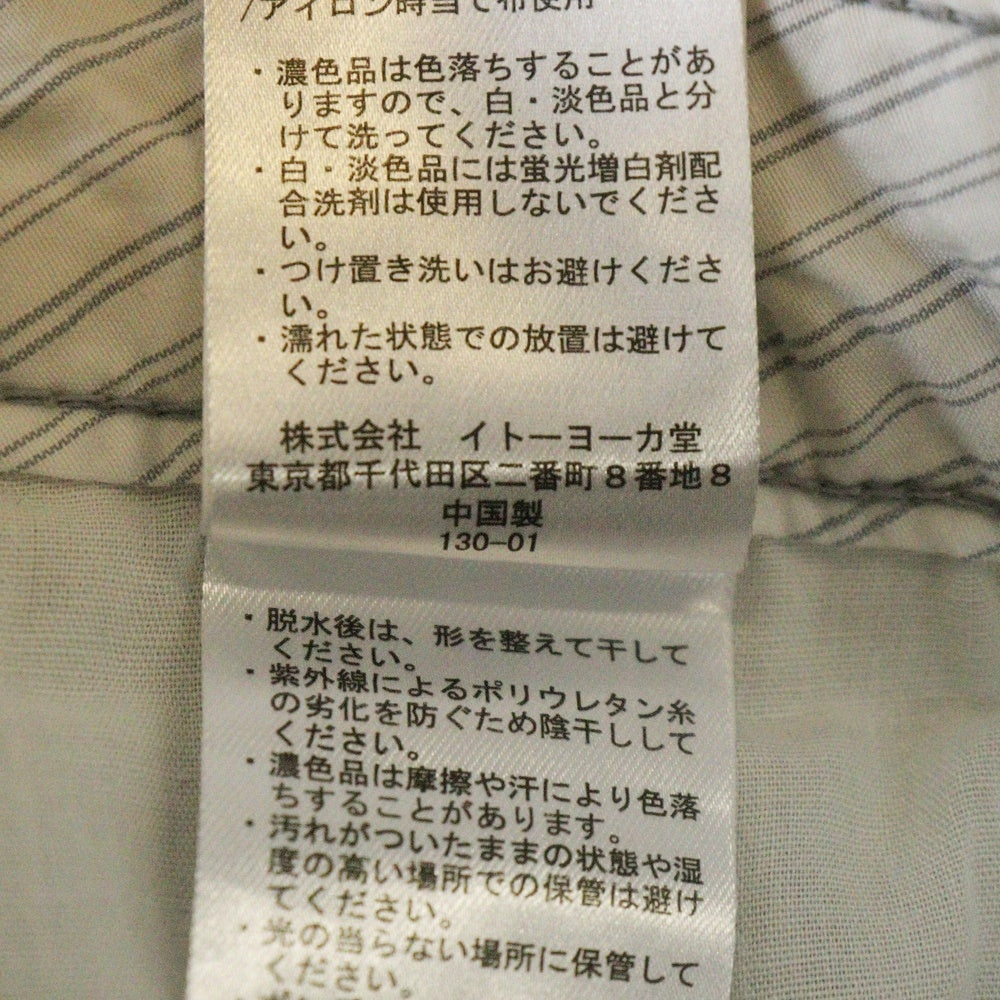 /アイロン時当て布使用
・濃色品は色落ちすることがあ
りますので、白・淡色品と分
けて洗ってください。
・白・淡色品には蛍光増白剤配
合洗剤は使用しないでくださ
い。
・つけ置き洗いはお避けくださ
い。
・濡れた状態での放置は避けて
ください。
株式会社 イトーヨーカ堂
東京都千代田区二番町8番地8
中国製
130-01
・脱水後は、形を整えて干して
ください。
・紫外線によるポリウレタン糸
の劣化を防ぐため陰干しして
ください。
・濃色品は摩擦や汗により色落
ちすることがあります。
・汚れがついたままの状態や湿
度の高い場所での保管は避け
てください。
・光の当らない場所に保管して
ください。